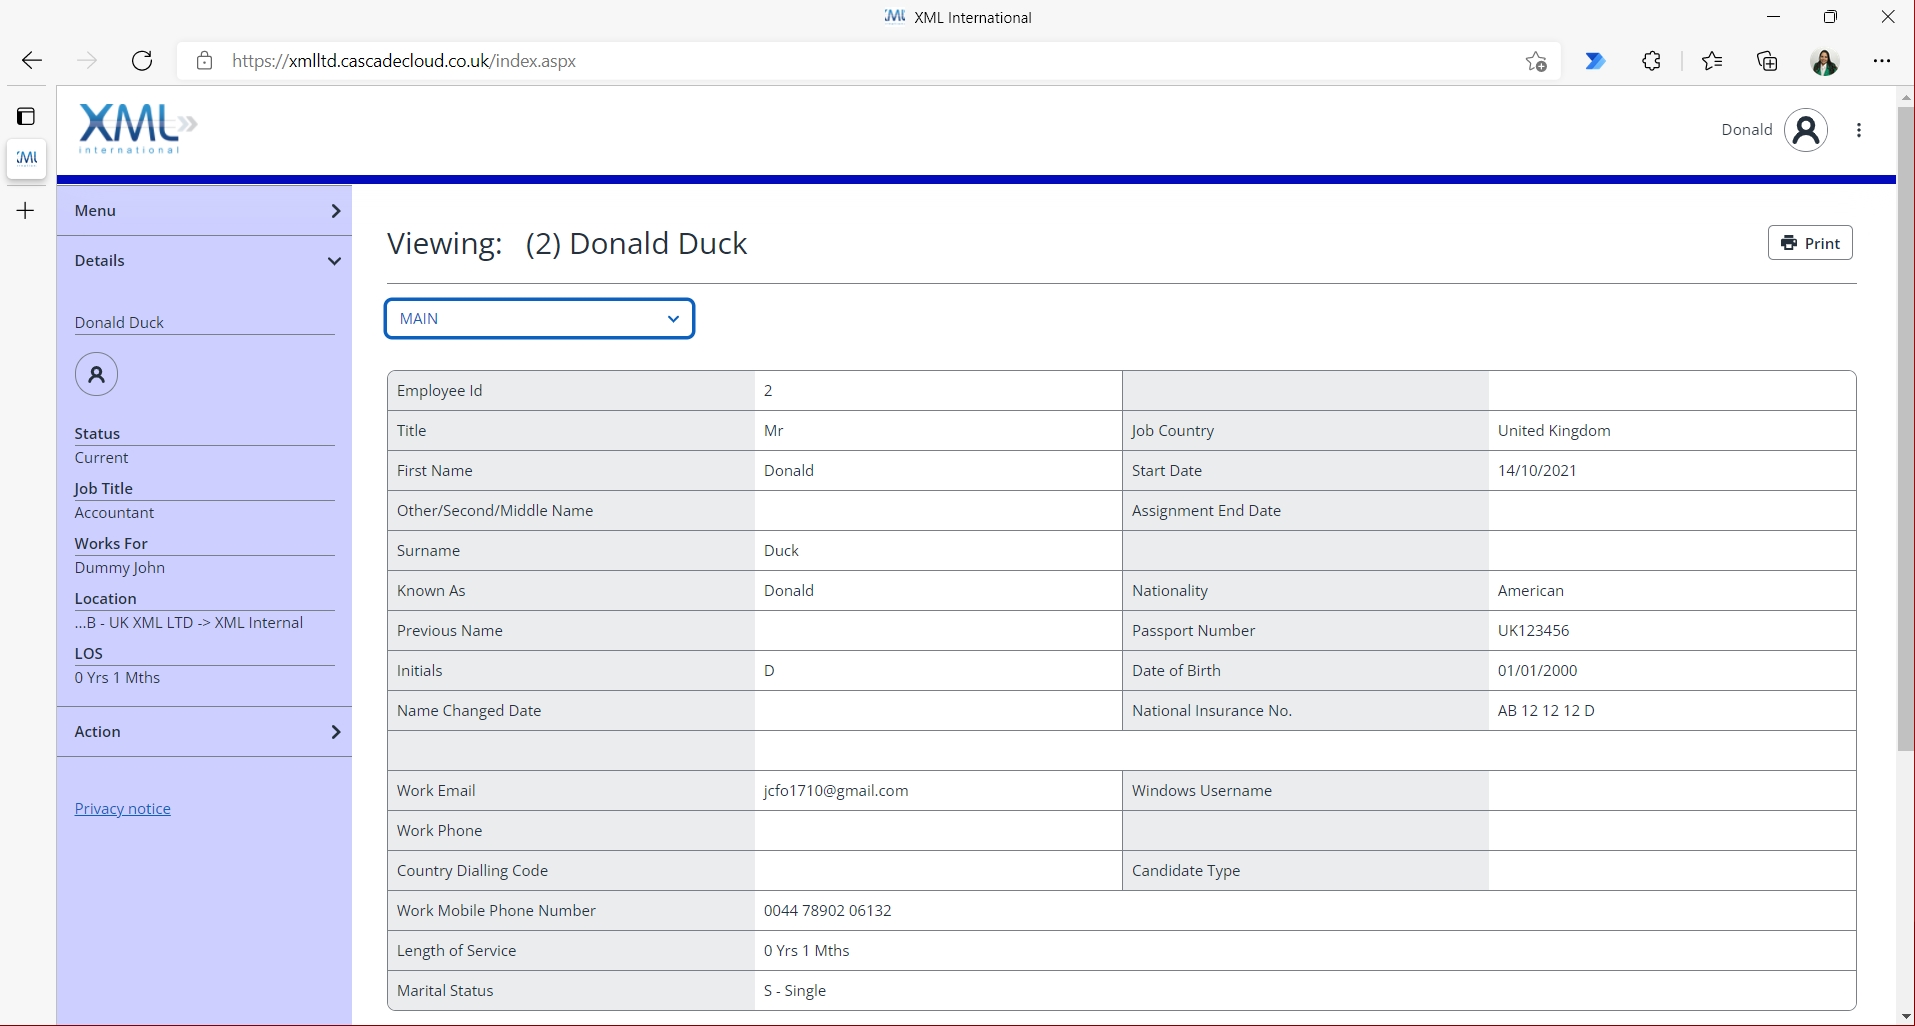 XML International
https://xmlltd.cascadecloud.co.uk/index.aspx
XML
international
Donald
Menu
Details
Donald Duck
Status
Current
Job Title
Accountant
Works For
Dummy John
Location
...B - UK XML LTD -> XML Internal
LOS
0 Yrs 1 Mths
Action
Privacy notice
Viewing: (2) Donald Duck
Print
MAIN
Employee Id 2
Title Mr Job Country United Kingdom
First Name Donald Start Date 14/10/2021
Other/Second/Middle Name Assignment End Date
Surname Duck
Known As Donald Nationality American
Previous Name Passport Number UK123456
Initials D Date of Birth 01/01/2000
Name Changed Date National Insurance No. AB 12 12 12 D
Work Email jcfo1710@gmail.com Windows Username
Work Phone
Country Dialling Code Candidate Type
Work Mobile Phone Number 0044 78902 06132
Length of Service 0 Yrs 1 Mths
Marital Status S - Single